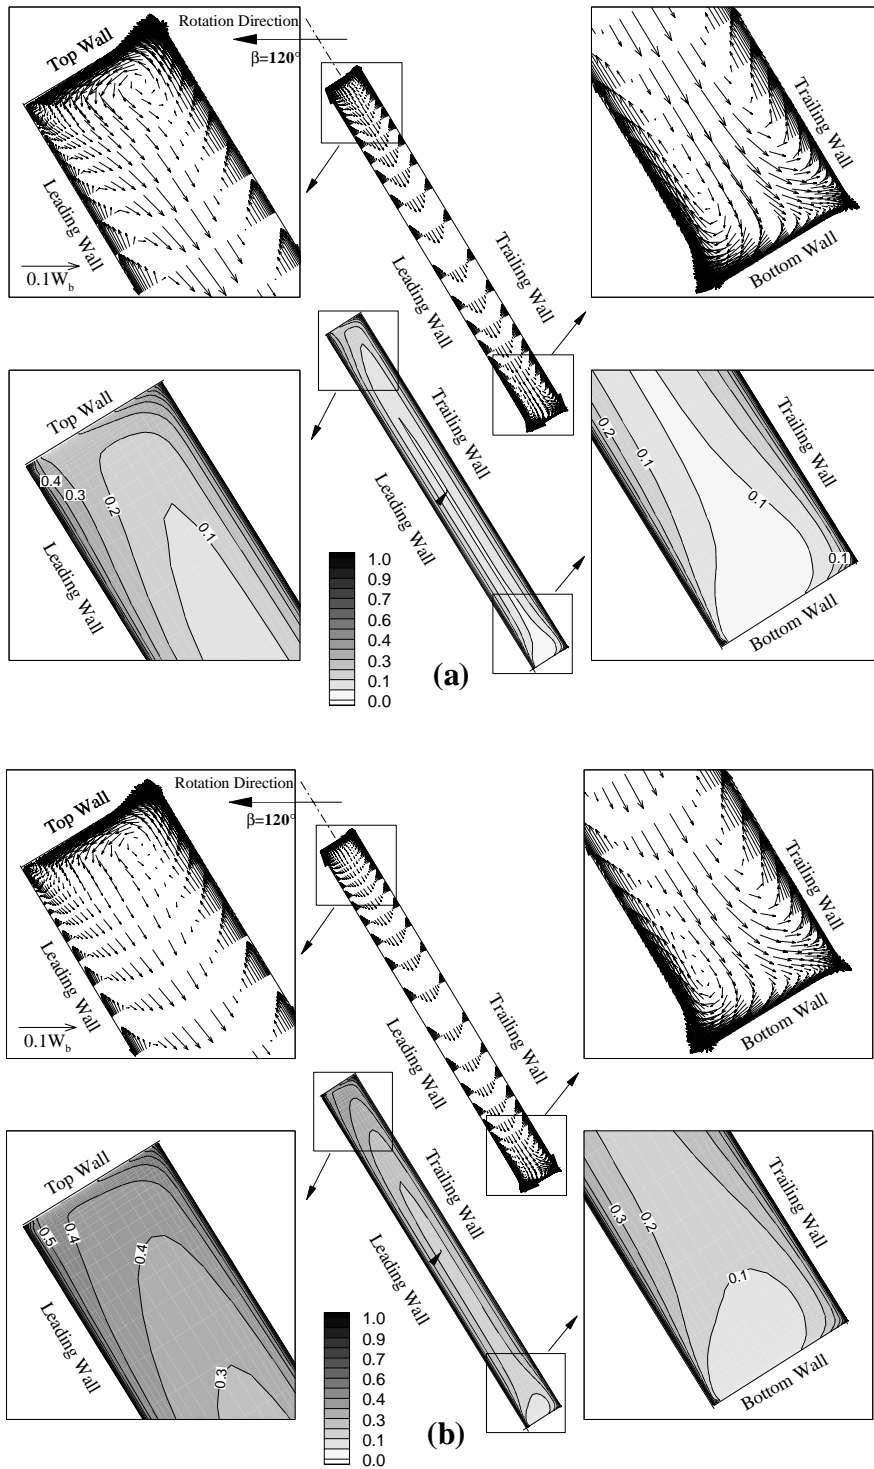 Top Wall
Leading Wall
0.1W_b
Rotation Direction
β=120°
Leading Wall
Trailing Wall
Trailing Wall
Bottom Wall
Top Wall
Leading Wall
0.4
0.3
0.2
0.1
Trailing Wall
Leading Wall
1.0
0.9
0.7
0.6
0.4
0.3
0.1
0.0
(a)
0.2
0.1
0.1
0.1
Trailing Wall
Bottom Wall
Top Wall
Leading Wall
0.1W_b
Rotation Direction
β=120°
Leading Wall
Trailing Wall
Trailing Wall
Bottom Wall
Top Wall
Leading Wall
0.5
0.4
0.4
0.3
Trailing Wall
Leading Wall
1.0
0.9
0.7
0.6
0.4
0.3
0.1
0.0
(b)
0.3
0.2
0.1
Trailing Wall
Bottom Wall